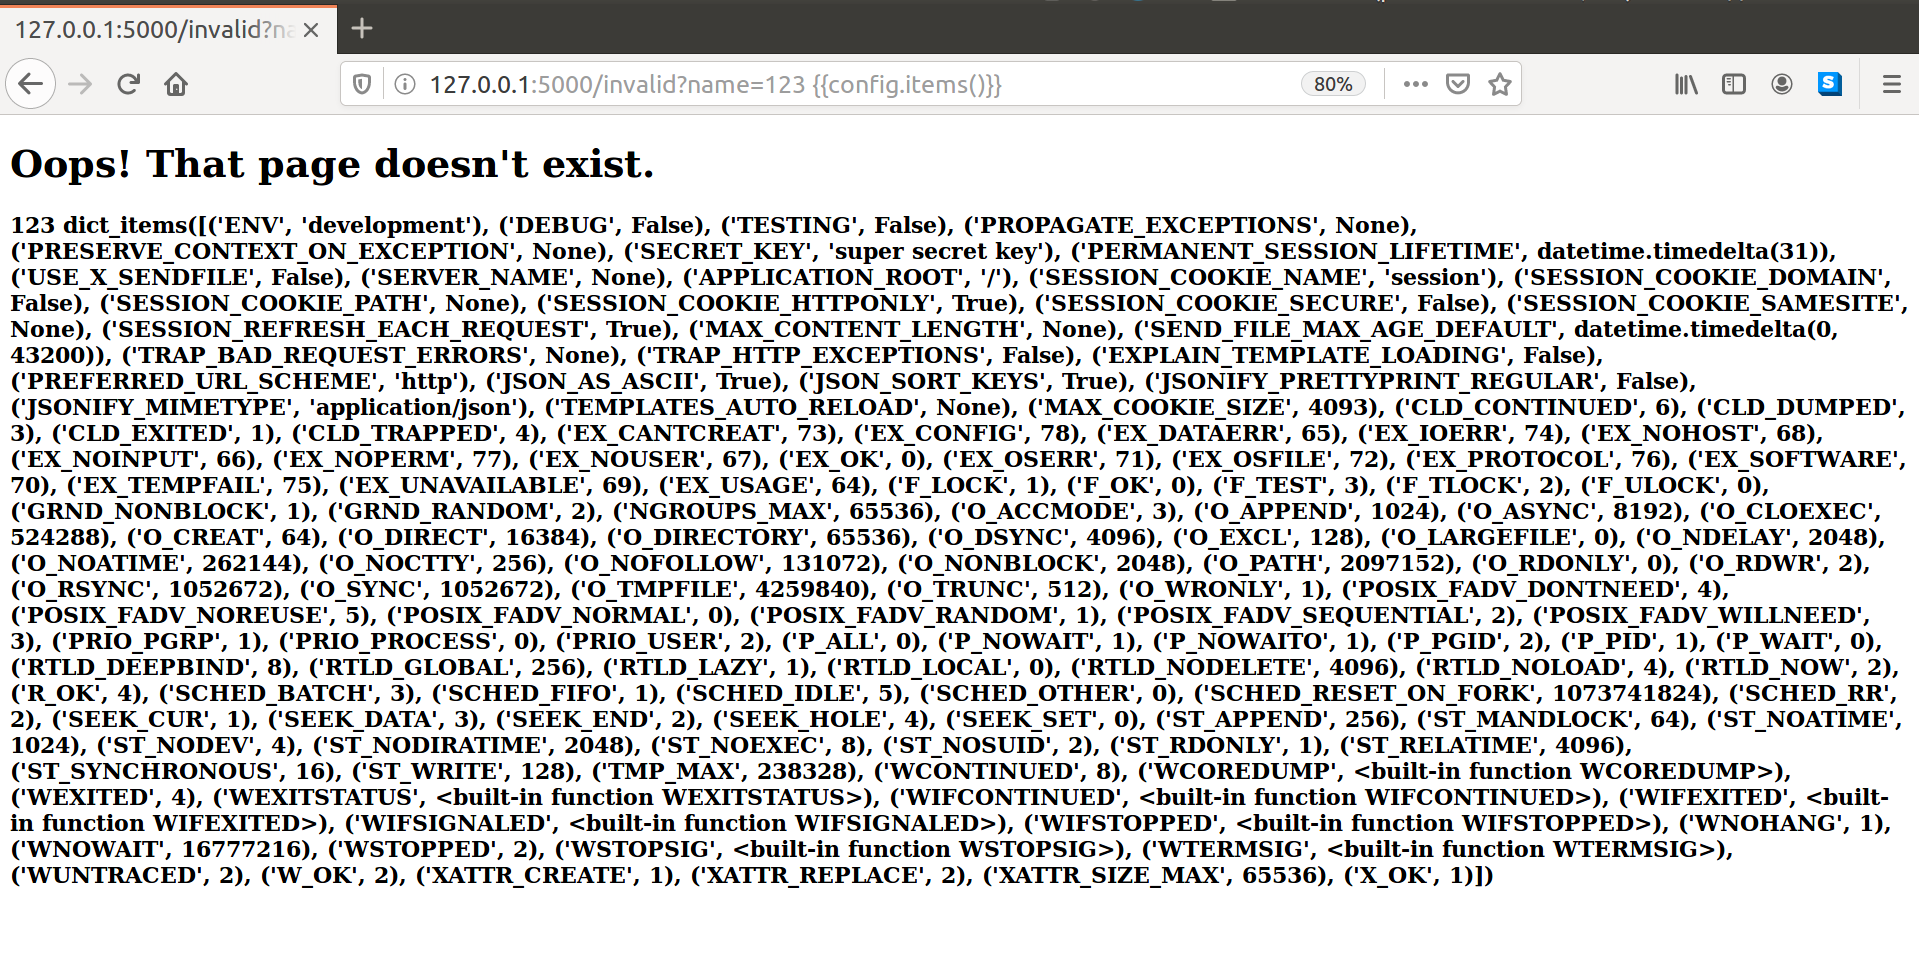 127.0.0.1:5000/invalid?na
127.0.0.1:5000/invalid?name=123 {{config.items()}}
80%
S
Oops! That page doesn't exist.
123 dict_items([('ENV', 'development'), ('DEBUG', False), ('TESTING', False), ('PROPAGATE_EXCEPTIONS', None),
('PRESERVE_CONTEXT_ON_EXCEPTION', None), ('SECRET_KEY', 'super secret key'), ('PERMANENT_SESSION_LIFETIME', datetime.timedelta(31)),
('USE_X_SENDFILE', False), ('SERVER_NAME', None), ('APPLICATION_ROOT', '/'), ('SESSION_COOKIE_NAME', 'session'), ('SESSION_COOKIE_DOMAIN',
False), ('SESSION_COOKIE_PATH', None), ('SESSION_COOKIE_HTTPONLY', True), ('SESSION_COOKIE_SECURE', False), ('SESSION_COOKIE_SAMESITE',
None), ('SESSION_REFRESH_EACH_REQUEST', True), ('MAX_CONTENT_LENGTH', None), ('SEND_FILE_MAX_AGE_DEFAULT', datetime.timedelta(0,
43200)), ('TRAP_BAD_REQUEST_ERRORS', None), ('TRAP_HTTP_EXCEPTIONS', False), ('EXPLAIN_TEMPLATE_LOADING', False),
('PREFERRED_URL_SCHEME', 'http'), ('JSON_AS_ASCII', True), ('JSON_SORT_KEYS', True), ('JSONIFY_PRETTYPRINT_REGULAR', False),
('JSONIFY_MIMETYPE', 'application/json'), ('TEMPLATES_AUTO_RELOAD', None), ('MAX_COOKIE_SIZE', 4093), ('CLD_CONTINUED', 6), ('CLD_DUMPED',
3), ('CLD_EXITED', 1), ('CLD_TRAPPED', 4), ('EX_CANTCREAT', 73), ('EX_CONFIG', 78), ('EX_DATAERR', 65), ('EX_IOERR', 74), ('EX_NOHOST', 68),
('EX_NOINPUT', 66), ('EX_NOPERM', 77), ('EX_NOUSER', 67), ('EX_OK', 0), ('EX_OSERR', 71), ('EX_OSFILE', 72), ('EX_PROTOCOL', 76), ('EX_SOFTWARE',
70), ('EX_TEMPFAIL', 75), ('EX_UNAVAILABLE', 69), ('EX_USAGE', 64), ('F_LOCK', 1), ('F_OK', 0), ('F_TEST', 3), ('F_TLOCK', 2), ('F_ULOCK', 0),
('GRND_NONBLOCK', 1), ('GRND_RANDOM', 2), ('NGROUPS_MAX', 65536), ('O_ACCMODE', 3), ('O_APPEND', 1024), ('O_ASYNC', 8192), ('O_CLOEXEC',
524288), ('O_CREAT', 64), ('O_DIRECT', 16384), ('O_DIRECTORY', 65536), ('O_DSYNC', 4096), ('O_EXCL', 128), ('O_LARGEFILE', 0), ('O_NDELAY', 2048),
('O_NOATIME', 262144), ('O_NOCTTY', 256), ('O_NOFOLLOW', 131072), ('O_NONBLOCK', 2048), ('O_PATH', 2097152), ('O_RDONLY', 0), ('O_RDWR', 2),
('O_RSYNC', 1052672), ('O_SYNC', 1052672), ('O_TMPFILE', 4259840), ('O_TRUNC', 512), ('O_WRONLY', 1), ('POSIX_FADV_DONTNEED', 4),
('POSIX_FADV_NOREUSE', 5), ('POSIX_FADV_NORMAL', 0), ('POSIX_FADV_RANDOM', 1), ('POSIX_FADV_SEQUENTIAL', 2), ('POSIX_FADV_WILLNEED',
3), ('PRIO_PGRP', 1), ('PRIO_PROCESS', 0), ('PRIO_USER', 2), ('P_ALL', 0), ('P_NOWAIT', 1), ('P_NOWAITO', 1), ('P_PGID', 2), ('P_PID', 1), ('P_WAIT', 0),
('RTLD_DEEPBIND', 8), ('RTLD_GLOBAL', 256), ('RTLD_LAZY', 1), ('RTLD_LOCAL', 0), ('RTLD_NODELETE', 4096), ('RTLD_NOLOAD', 4), ('RTLD_NOW', 2),
('R_OK', 4), ('SCHED_BATCH', 3), ('SCHED_FIFO', 1), ('SCHED_IDLE', 5), ('SCHED_OTHER', 0), ('SCHED_RESET_ON_FORK', 1073741824), ('SCHED_RR',
2), ('SEEK_CUR', 1), ('SEEK_DATA', 3), ('SEEK_END', 2), ('SEEK_HOLE', 4), ('SEEK_SET', 0), ('ST_APPEND', 256), ('ST_MANDLOCK', 64), ('ST_NOATIME',
1024), ('ST_NODEV', 4), ('ST_NODIRATIME', 2048), ('ST_NOEXEC', 8), ('ST_NOSUID', 2), ('ST_RDONLY', 1), ('ST_RELATIME', 4096),
('ST_SYNCHRONOUS', 16), ('ST_WRITE', 128), ('TMP_MAX', 238328), ('WCONTINUED', 8), ('WCOREDUMP', <built-in function WCOREDUMP>),
('WEXITED', 4), ('WEXITSTATUS', <built-in function WEXITSTATUS>), ('WIFCONTINUED', <built-in function WIFCONTINUED>), ('WIFEXITED', <built-
in function WIFEXITED>), ('WIFSIGNALED', <built-in function WIFSIGNALED>), ('WIFSTOPPED', <built-in function WIFSTOPPED>), ('WNOHANG', 1),
('WNOWAIT', 16777216), ('WSTOPPED', 2), ('WSTOPSIG', <built-in function WSTOPSIG>), ('WTERMSIG', <built-in function WTERMSIG>),
('WUNTRACED', 2), ('W_OK', 2), ('XATTR_CREATE', 1), ('XATTR_REPLACE', 2), ('XATTR_SIZE_MAX', 65536), ('X_OK', 1)])